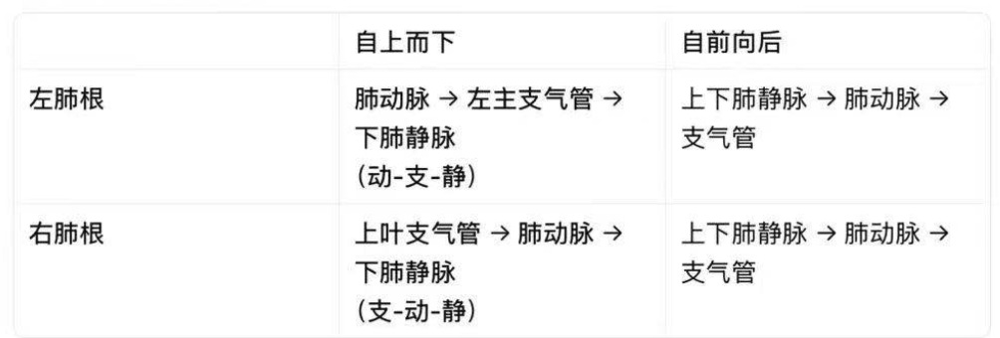 自上而下
自前向后
左肺根
肺动脉 → 左主支气管 →
下肺静脉
（动-支-静）
上下肺静脉 → 肺动脉 →
支气管
右肺根
上叶支气管 → 肺动脉 →
下肺静脉
（支-动-静）
上下肺静脉 → 肺动脉 →
支气管